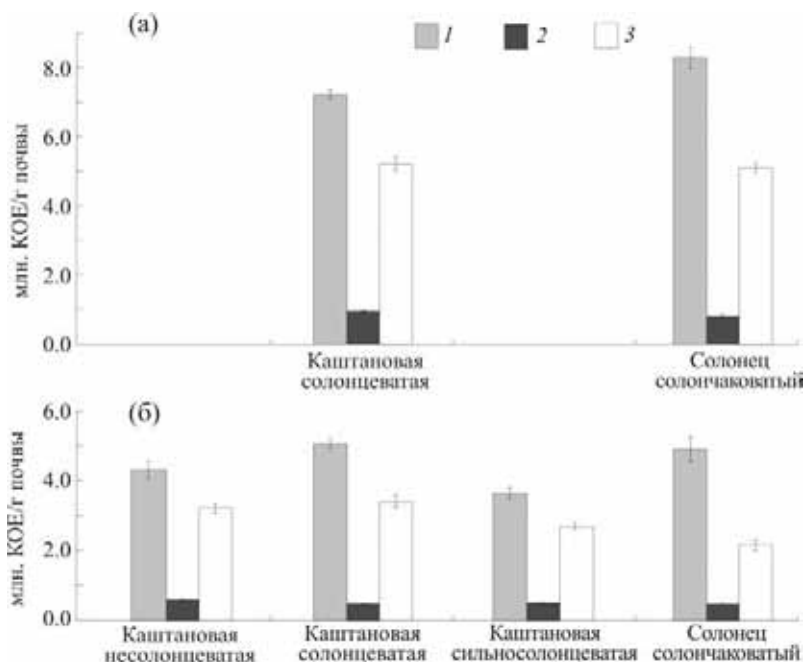 (а)
1 2 3
млн. КОЕ/г почвы
8.0
6.0
4.0
2.0
0.0
Каштановая
солонцеватая
Солонец
солончаковатый
(б)
млн. КОЕ/г почвы
6.0
4.0
2.0
0.0
Каштановая
несолонцеватая
Каштановая
солонцеватая
Каштановая
сильносолонцеватая
Солонец
солончаковатый